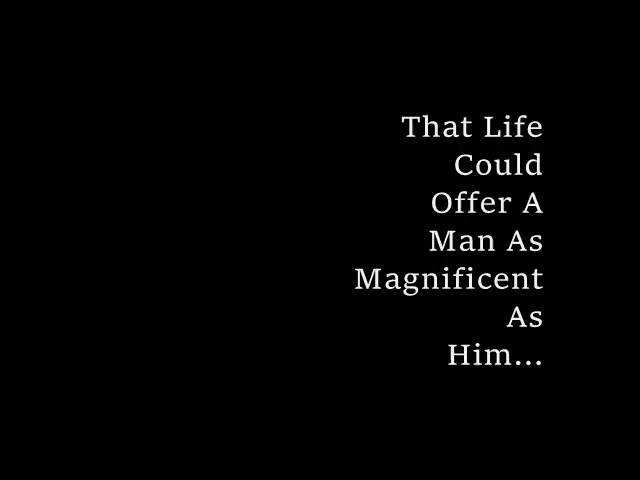 That Life
Could
Offer A
Man As
Magnificent
As
Him...